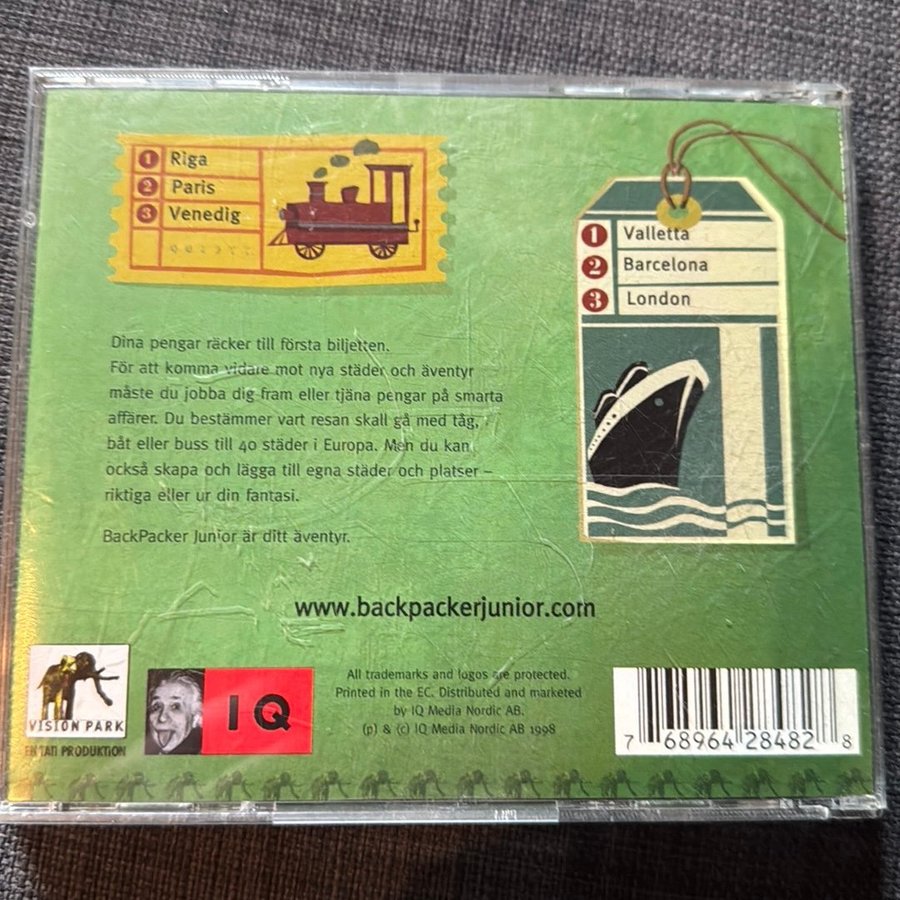 1 Riga
2 Paris
3 Venedig
1 Valletta
2 Barcelona
3 London
Dina pengar räcker till första biljetten.
För att komma vidare mot nya städer och äventyr
måste du jobba dig fram eller tjäna pengar på smarta
affärer. Du bestämmer vart resan skall gå med tåg,
båt eller buss till 40 städer i Europa. Men du kan
också skapa och lägga till egna städer och platser –
riktiga eller ur din fantasi.
BackPacker Junior är ditt äventyr.
www.backpackerjunior.com
VISION PARK
EN TATI PRODUKTION
IQ
All trademarks and logos are protected.
Printed in the EC. Distributed and marketed
by IQ Media Nordic AB.
(p) & (c) IQ Media Nordic AB 1998
7 68964 28482 8